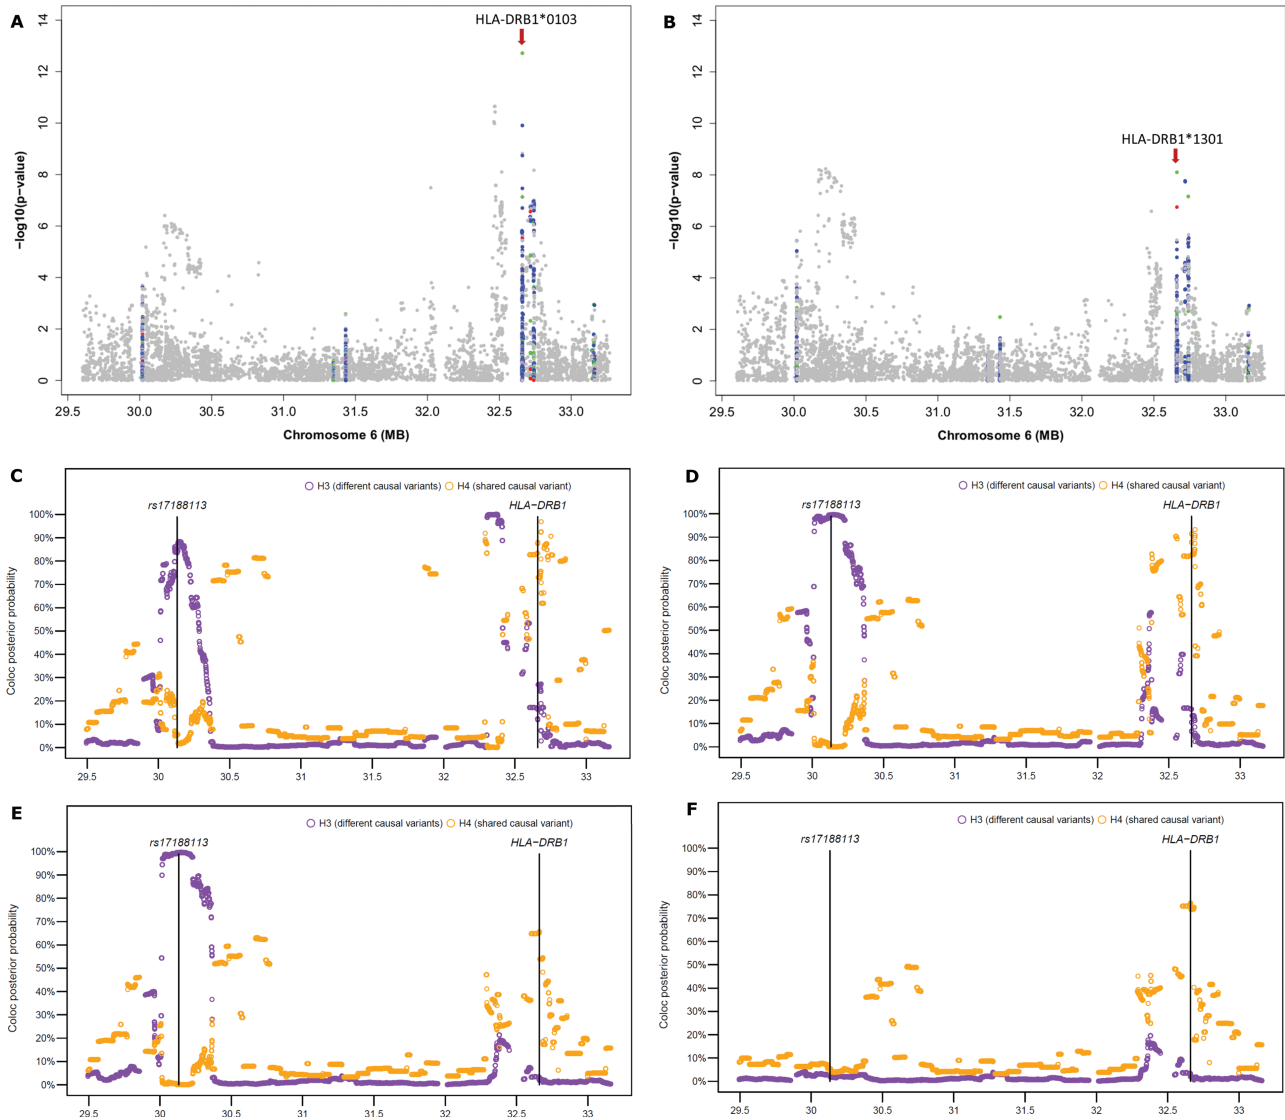 A
HLA-DRB1*0103
14
12
10
8
6
4
2
0
−log10(p−value)
29.5 30.0 30.5 31.0 31.5 32.0 32.5 33.0
Chromosome 6 (MB)
B
HLA-DRB1*1301
14
12
10
8
6
4
2
0
−log10(p−value)
29.5 30.0 30.5 31.0 31.5 32.0 32.5 33.0
Chromosome 6 (MB)
C
H3 (different causal variants) H4 (shared causal variant)
rs17188113 HLA−DRB1
100%
90%
80%
70%
60%
50%
40%
30%
20%
10%
0%
Coloc posterior probability
29.5 30 30.5 31 31.5 32 32.5 33
D
H3 (different causal variants) H4 (shared causal variant)
rs17188113 HLA−DRB1
100%
90%
80%
70%
60%
50%
40%
30%
20%
10%
0%
Coloc posterior probability
29.5 30 30.5 31 31.5 32 32.5 33
E
H3 (different causal variants) H4 (shared causal variant)
rs17188113 HLA−DRB1
100%
90%
80%
70%
60%
50%
40%
30%
20%
10%
0%
Coloc posterior probability
29.5 30 30.5 31 31.5 32 32.5 33
F
H3 (different causal variants) H4 (shared causal variant)
rs17188113 HLA−DRB1
100%
90%
80%
70%
60%
50%
40%
30%
20%
10%
0%
Coloc posterior probability
29.5 30 30.5 31 31.5 32 32.5 33